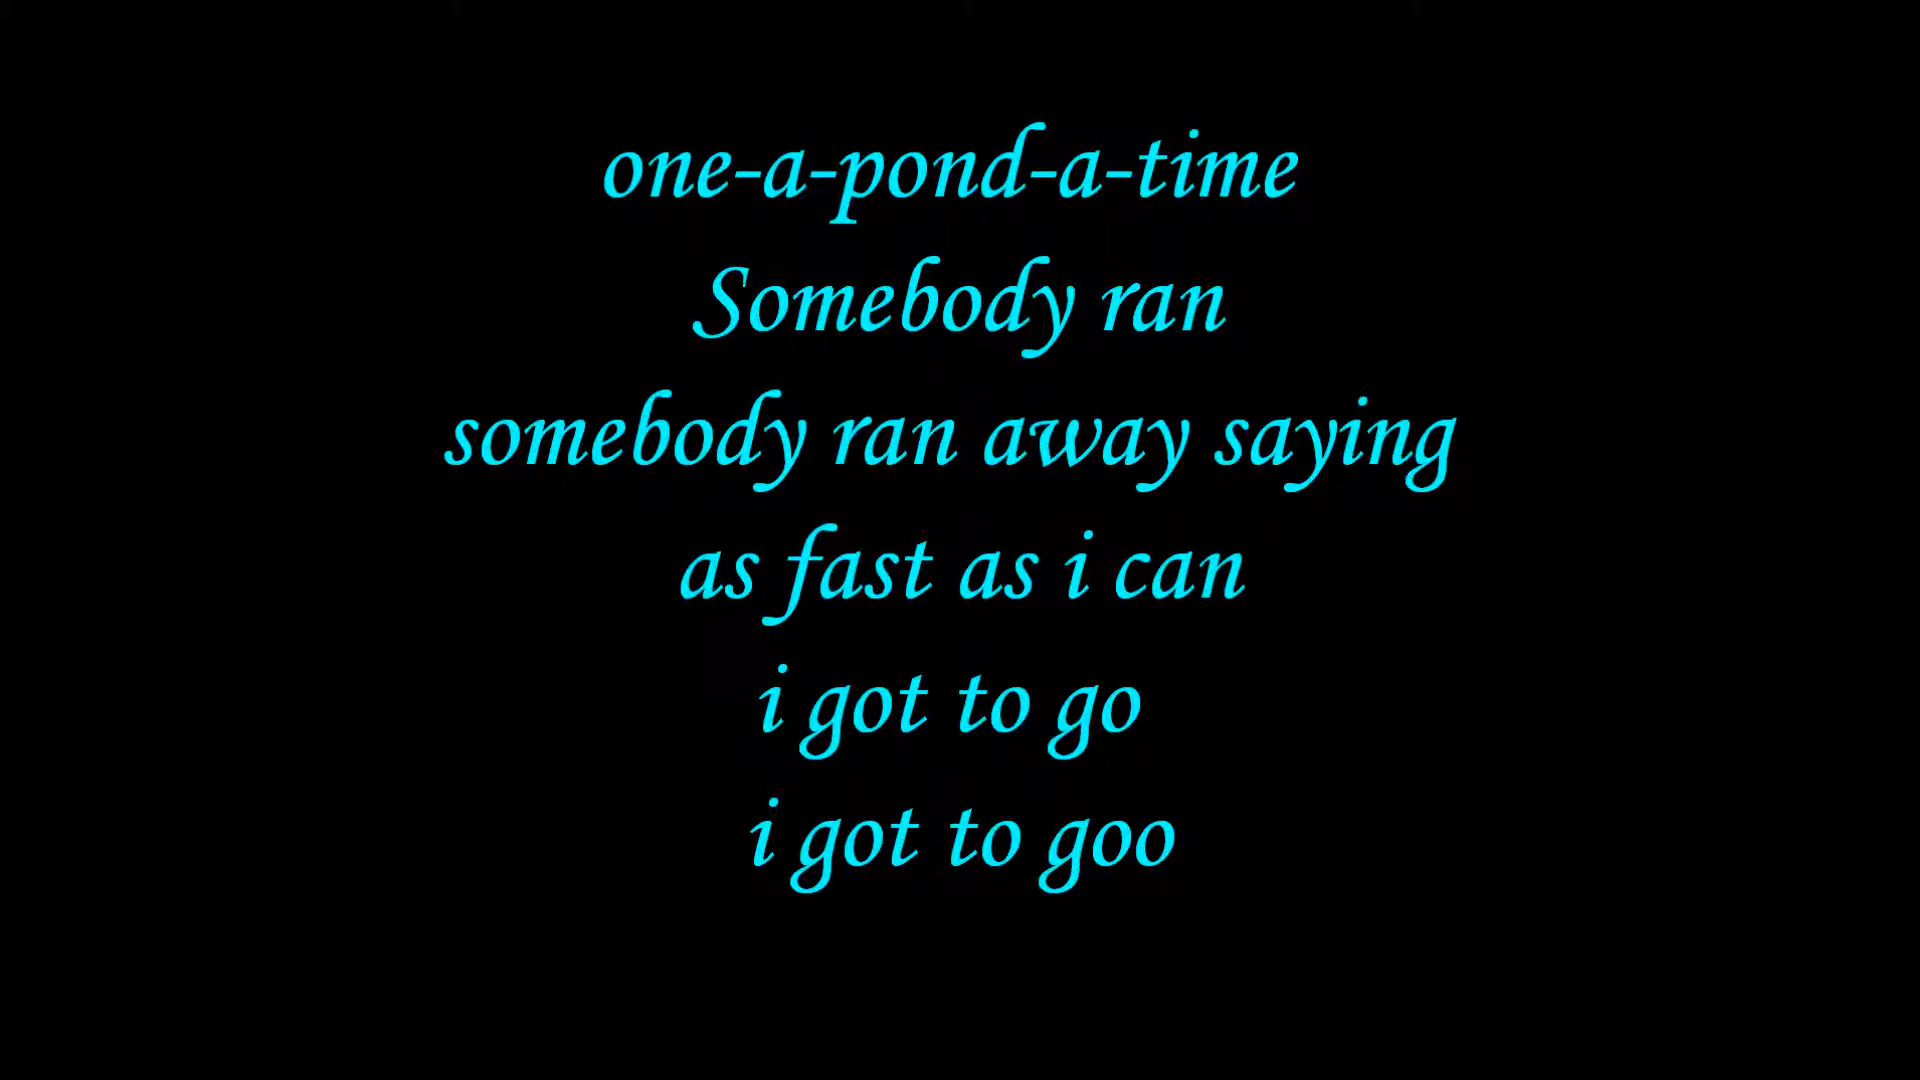 one-a-pond-a-time
Somebody ran
somebody ran away saying
as fast as i can
i got to go
i got to goo